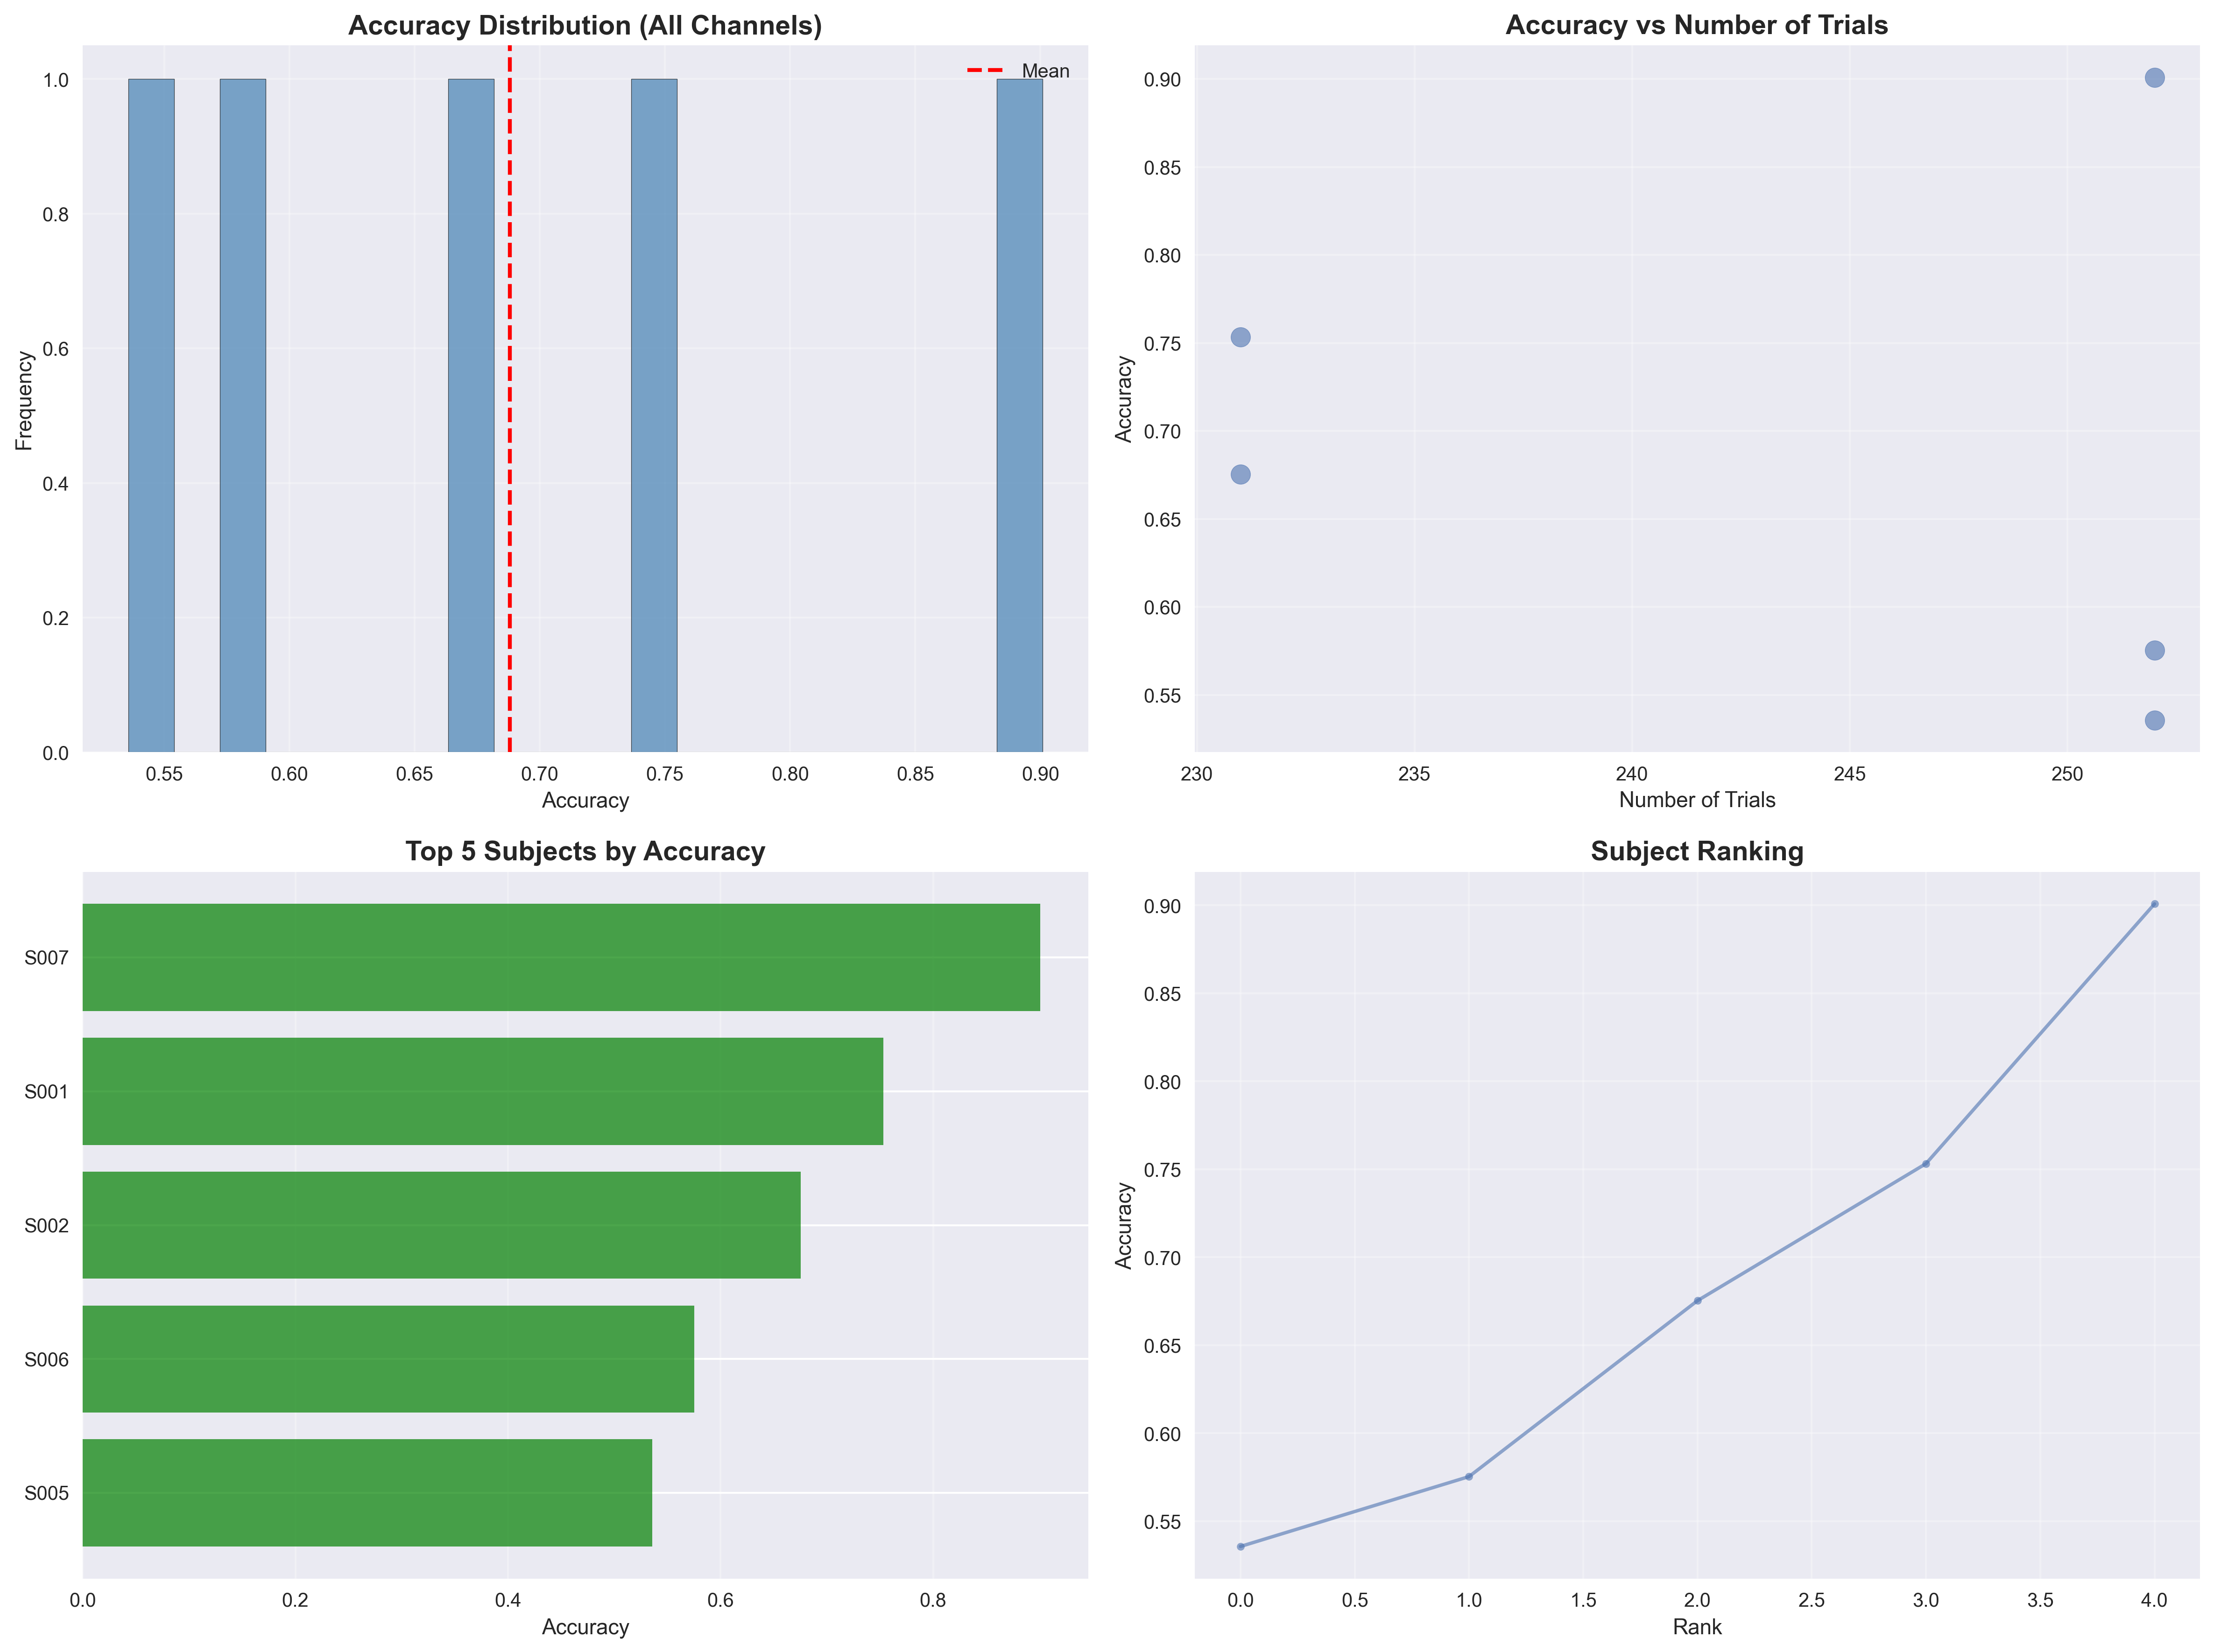 Accuracy Distribution (All Channels)
Mean
1.0
0.8
0.6
0.4
0.2
0.0
Frequency
0.55 0.60 0.65 0.70 0.75 0.80 0.85 0.90
Accuracy
Accuracy vs Number of Trials
0.90
0.85
0.80
0.75
0.70
0.65
0.60
0.55
Accuracy
230 235 240 245 250
Number of Trials
Top 5 Subjects by Accuracy
S007
S001
S002
S006
S005
0.0 0.2 0.4 0.6 0.8
Accuracy
Subject Ranking
0.90
0.85
0.80
0.75
0.70
0.65
0.60
0.55
Accuracy
0.0 0.5 1.0 1.5 2.0 2.5 3.0 3.5 4.0
Rank